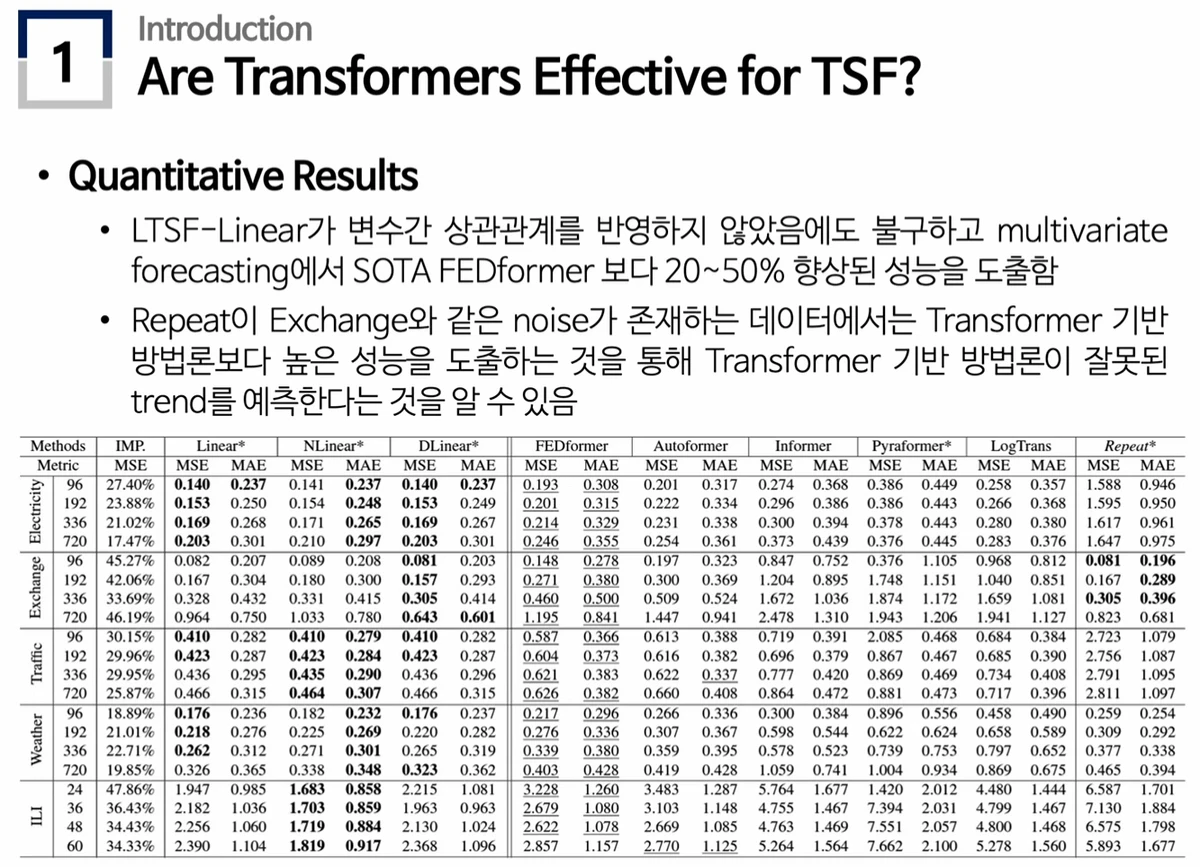 1
Introduction
Are Transformers Effective for TSF?
• Quantitative Results
• LTSF-Linear가 변수간 상관관계를 반영하지 않았음에도 불구하고 multivariate
forecasting에서 SOTA FEDformer 보다 20~50% 향상된 성능을 도출함
• Repeat이 Exchange와 같은 noise가 존재하는 데이터에서는 Transformer 기반
방법론보다 높은 성능을 도출하는 것을 통해 Transformer 기반 방법론이 잘못된
trend를 예측한다는 것을 알 수 있음
Methods IMP. Linear* NLinear* DLinear* FEDformer Autoformer Informer Pyraformer* LogTrans Repeat*
Metric MSE MSE MAE MSE MAE MSE MAE MSE MAE MSE MAE MSE MAE MSE MAE MSE MAE MSE MAE
Electricity
96 27.40% 0.140 0.237 0.141 0.237 0.140 0.237 0.193 0.308 0.201 0.317 0.274 0.368 0.386 0.449 0.258 0.357 1.588 0.946
192 23.88% 0.153 0.250 0.154 0.248 0.153 0.249 0.201 0.315 0.222 0.334 0.296 0.386 0.386 0.443 0.266 0.368 1.595 0.950
336 21.02% 0.169 0.268 0.171 0.265 0.169 0.267 0.214 0.329 0.231 0.338 0.300 0.394 0.378 0.443 0.280 0.380 1.617 0.961
720 17.47% 0.203 0.301 0.210 0.297 0.203 0.301 0.246 0.355 0.254 0.361 0.373 0.439 0.376 0.445 0.283 0.376 1.647 0.975
Exchange
96 45.27% 0.082 0.207 0.089 0.208 0.081 0.203 0.148 0.278 0.197 0.323 0.847 0.752 0.376 1.105 0.968 0.812 0.081 0.196
192 42.06% 0.167 0.304 0.180 0.300 0.157 0.293 0.271 0.380 0.300 0.369 1.204 0.895 1.748 1.151 1.040 0.851 0.167 0.289
336 33.69% 0.328 0.432 0.331 0.415 0.305 0.414 0.460 0.500 0.509 0.524 1.672 1.036 1.874 1.172 1.659 1.081 0.305 0.396
720 46.19% 0.964 0.750 1.033 0.780 0.643 0.601 1.195 0.841 1.447 0.941 2.478 1.310 1.943 1.206 1.941 1.127 0.823 0.681
Traffic
96 30.15% 0.410 0.282 0.410 0.279 0.410 0.282 0.587 0.366 0.613 0.388 0.719 0.391 2.085 0.468 0.684 0.384 2.723 1.079
192 29.96% 0.423 0.287 0.423 0.284 0.423 0.287 0.604 0.373 0.616 0.382 0.696 0.379 0.867 0.467 0.685 0.390 2.756 1.087
336 29.95% 0.436 0.295 0.435 0.290 0.436 0.296 0.621 0.383 0.622 0.337 0.777 0.420 0.869 0.469 0.734 0.408 2.791 1.095
720 25.87% 0.466 0.315 0.464 0.307 0.466 0.315 0.626 0.382 0.660 0.408 0.864 0.472 0.881 0.473 0.717 0.396 2.811 1.097
Weather
96 18.89% 0.176 0.236 0.182 0.232 0.176 0.237 0.217 0.296 0.266 0.336 0.300 0.384 0.896 0.556 0.458 0.490 0.259 0.254
192 21.01% 0.218 0.276 0.225 0.269 0.220 0.282 0.276 0.336 0.307 0.367 0.598 0.544 0.622 0.624 0.658 0.589 0.309 0.292
336 22.71% 0.262 0.312 0.271 0.301 0.265 0.319 0.339 0.380 0.359 0.395 0.578 0.523 0.739 0.753 0.797 0.652 0.377 0.338
720 19.85% 0.326 0.365 0.338 0.348 0.323 0.362 0.403 0.428 0.419 0.428 1.059 0.741 1.004 0.934 0.869 0.675 0.465 0.394
ILI
24 47.86% 1.947 0.985 1.683 0.858 2.215 1.081 3.228 1.260 3.483 1.287 5.764 1.677 1.420 2.012 4.480 1.444 6.587 1.701
36 36.43% 2.182 1.036 1.703 0.859 1.963 0.963 2.679 1.080 3.103 1.148 4.755 1.467 7.394 2.031 4.799 1.467 7.130 1.884
48 34.43% 2.256 1.060 1.719 0.884 2.130 1.024 2.622 1.078 2.669 1.085 4.763 1.469 7.551 2.057 4.800 1.468 6.575 1.798
60 34.33% 2.390 1.104 1.819 0.917 2.368 1.096 2.857 1.157 2.770 1.125 5.264 1.564 7.662 2.100 5.278 1.560 5.893 1.677